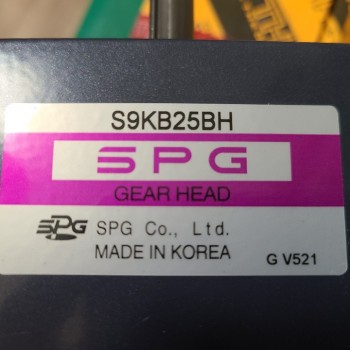 S9KB25BH
SPG
GEAR HEAD
SPG SPG Co., Ltd.
MADE IN KOREA
G V521